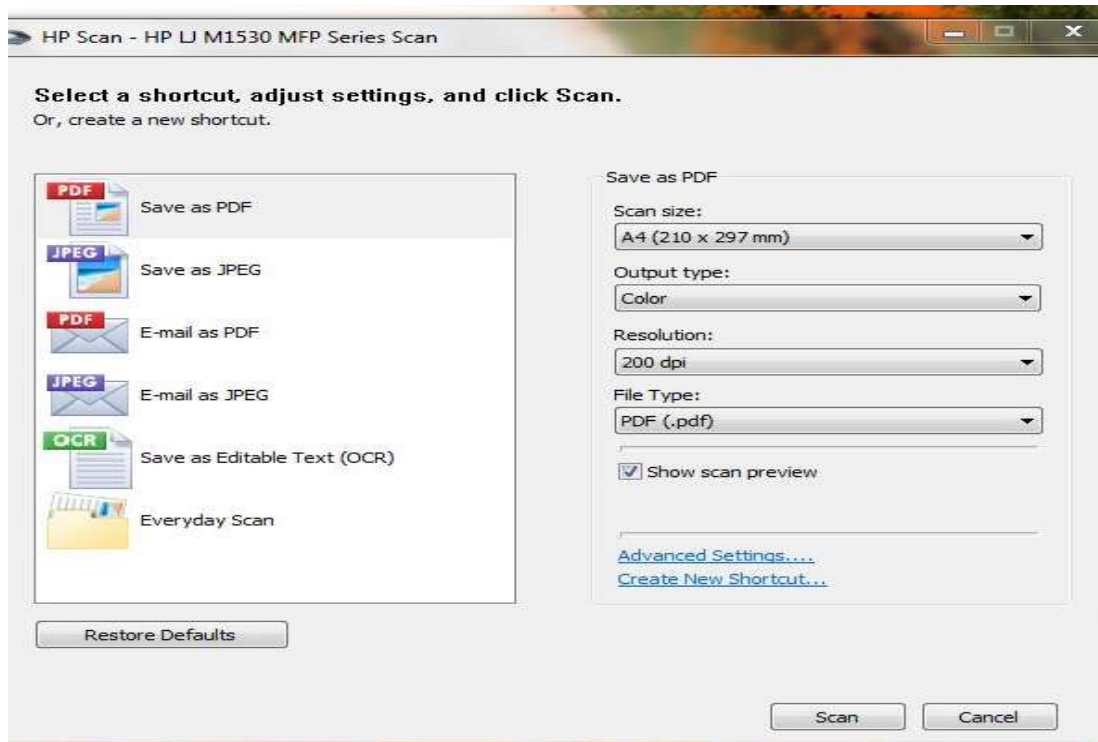 HP Scan - HP LJ M1530 MFP Series Scan
Select a shortcut, adjust settings, and click Scan.
Or, create a new shortcut.
PDF
Save as PDF
JPEG
Save as JPEG
PDF
E-mail as PDF
JPEG
E-mail as JPEG
OCR
Save as Editable Text (OCR)
Everyday Scan
Restore Defaults
Save as PDF
Scan size:
A4 (210 x 297 mm)
Output type:
Color
Resolution:
200 dpi
File Type:
PDF (.pdf)
Show scan preview
Advanced Settings....
Create New Shortcut...
Scan
Cancel